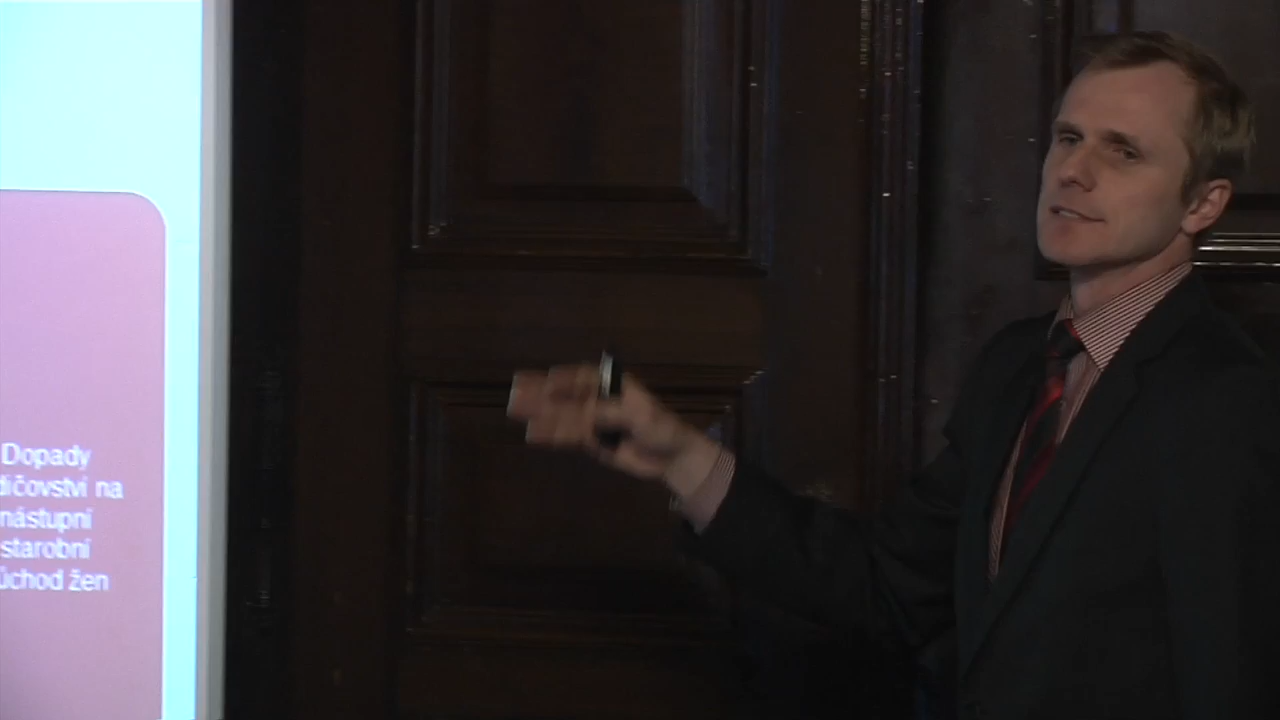 Dopady
dičovství na
nástupní
starobní
ůchod žen